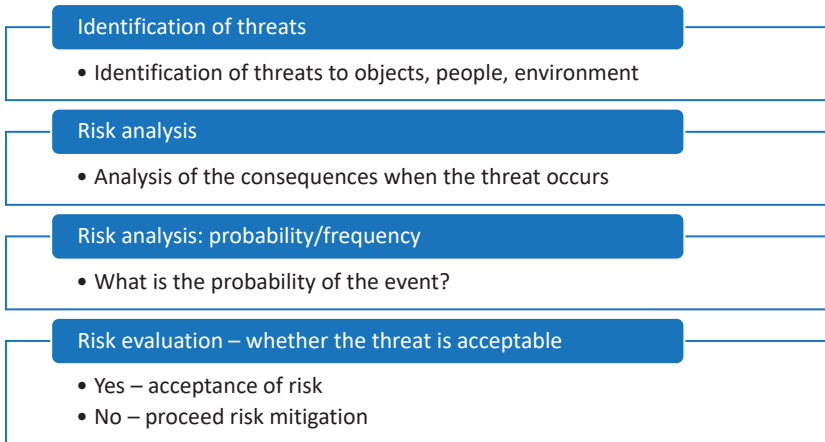 Identification of threats
• Identification of threats to objects, people, environment
Risk analysis
• Analysis of the consequences when the threat occurs
Risk analysis: probability/frequency
• What is the probability of the event?
Risk evaluation – whether the threat is acceptable
• Yes – acceptance of risk
• No – proceed risk mitigation